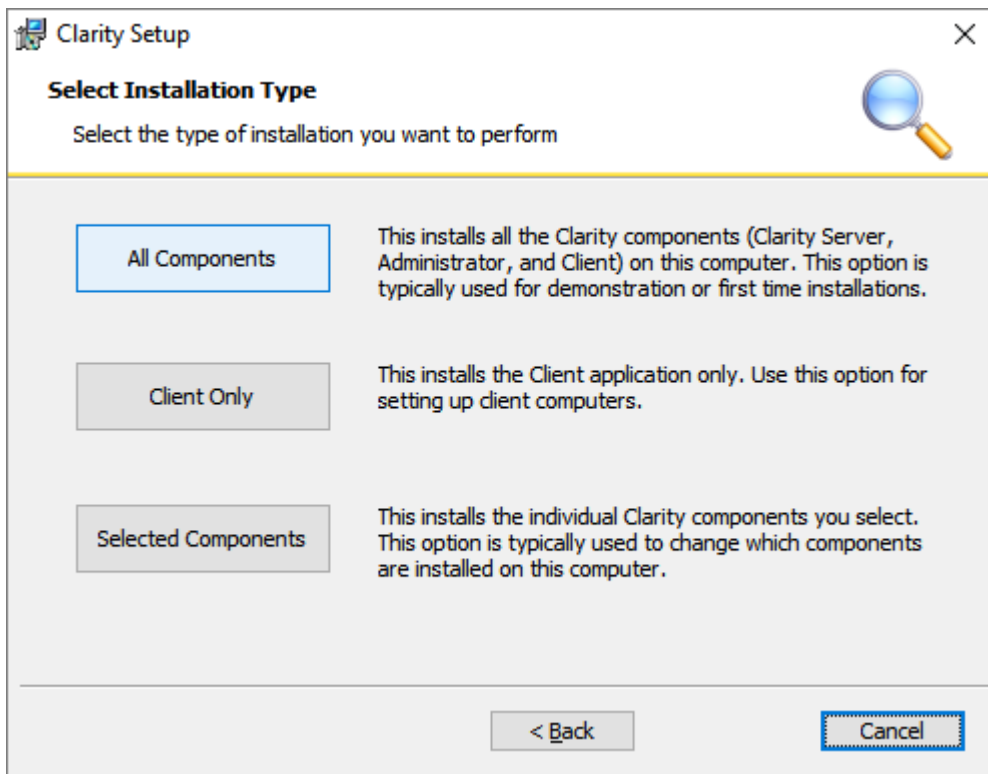 Clarity Setup
Select Installation Type
Select the type of installation you want to perform
All Components
This installs all the Clarity components (Clarity Server,
Administrator, and Client) on this computer. This option is
typically used for demonstration or first time installations.
Client Only
This installs the Client application only. Use this option for
setting up client computers.
Selected Components
This installs the individual Clarity components you select.
This option is typically used to change which components
are installed on this computer.
< Back
Cancel